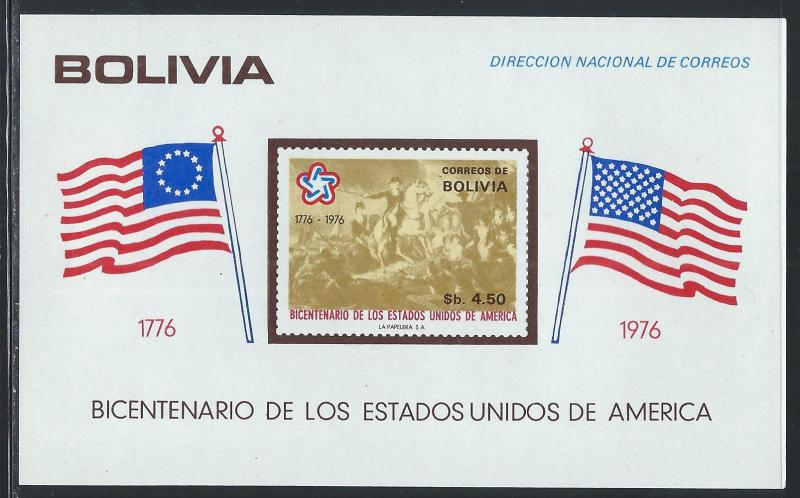 BOLIVIA
DIRECCION NACIONAL DE CORREOS
CORREOS DE
BOLIVIA
1776 - 1976
$b. 4.50
BICENTENARIO DE LOS ESTADOS UNIDOS DE AMERICA
LA PAPELERA S.A.
1776
1976
BICENTENARIO DE LOS ESTADOS UNIDOS DE AMERICA